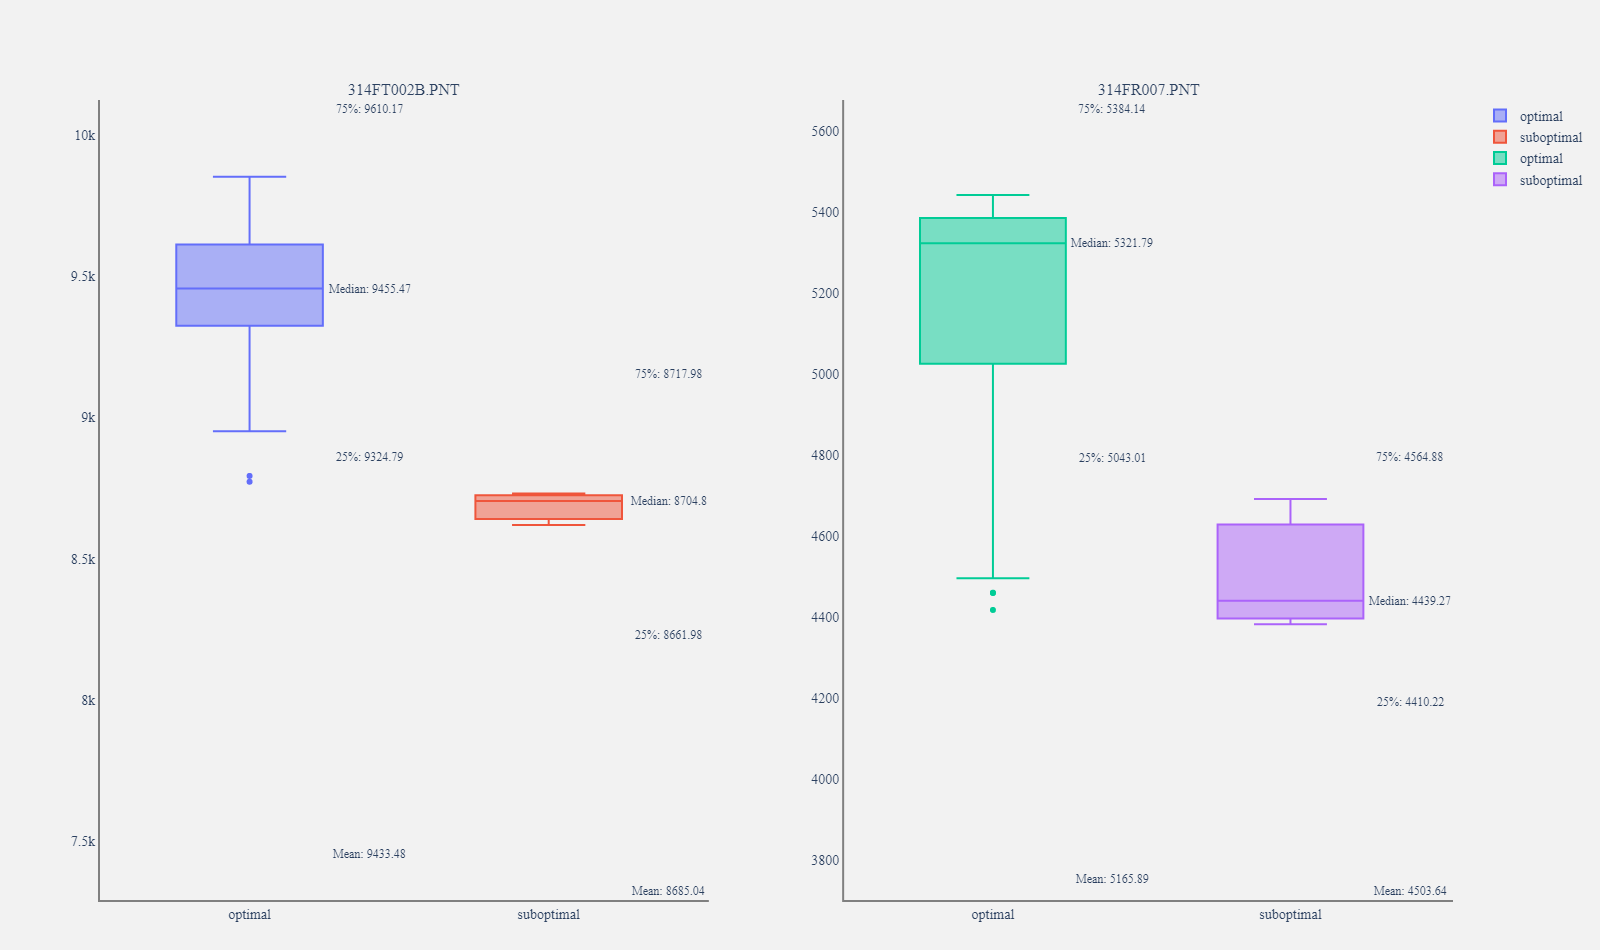 314FT002B.PNT
75%: 9610.17
10k
9.5k
Median: 9455.47
75%: 8717.98
9k
25%: 9324.79
Median: 8704.8
8.5k
25%: 8661.98
8k
7.5k
Mean: 9433.48
Mean: 8685.04
optimal
suboptimal
314FR007.PNT
75%: 5384.14
5600
5400
Median: 5321.79
5200
5000
4800
25%: 5043.01
75%: 4564.88
4600
4400
Median: 4439.27
4200
25%: 4410.22
4000
3800
Mean: 5165.89
Mean: 4503.64
optimal
suboptimal
optimal
suboptimal
optimal
suboptimal